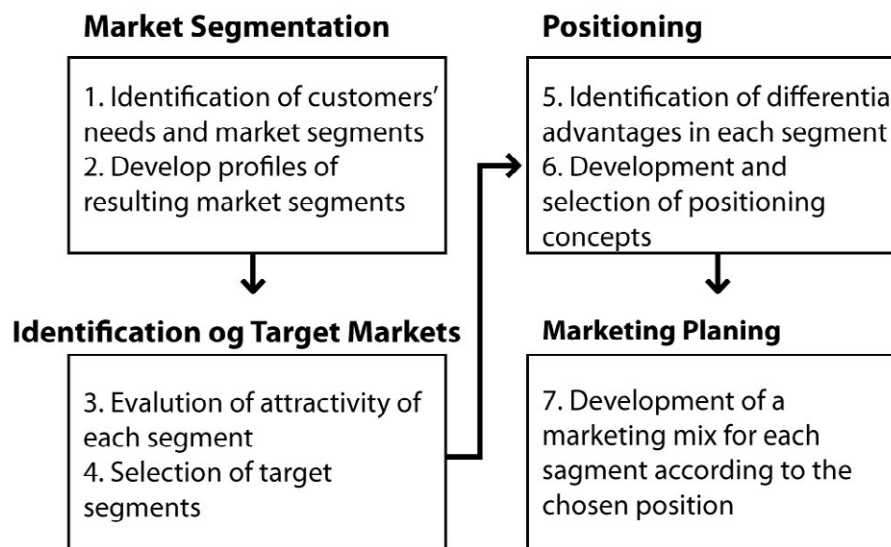 Market Segmentation
1. Identification of customers’
needs and market segments
2. Develop profiles of
resulting market segments
Identification og Target Markets
3. Evalution of attractivity of
each segment
4. Selection of target
segments
Positioning
5. Identification of differentia
advantages in each segment
6. Development and
selection of positioning
concepts
Marketing Planing
7. Development of a
marketing mix for each
sagment according to the
chosen position